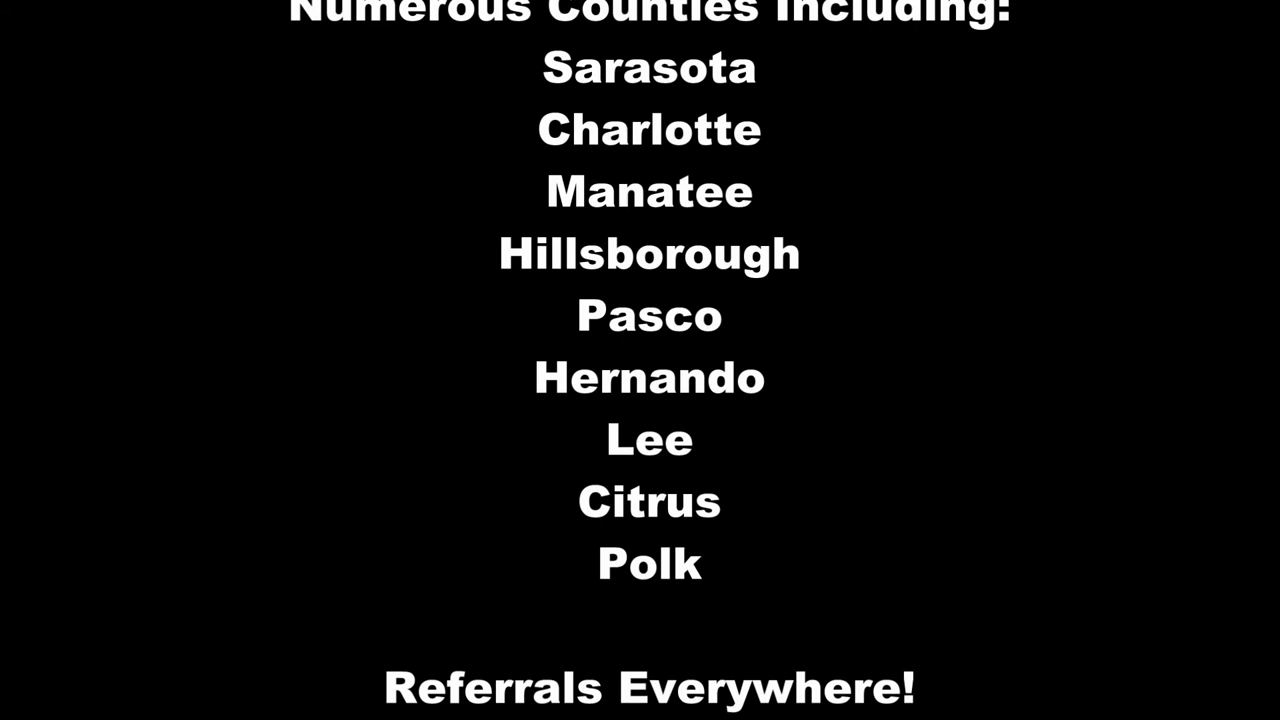 Numerous Counties Including:
Sarasota
Charlotte
Manatee
Hillsborough
Pasco
Hernando
Lee
Citrus
Polk
Referrals Everywhere!